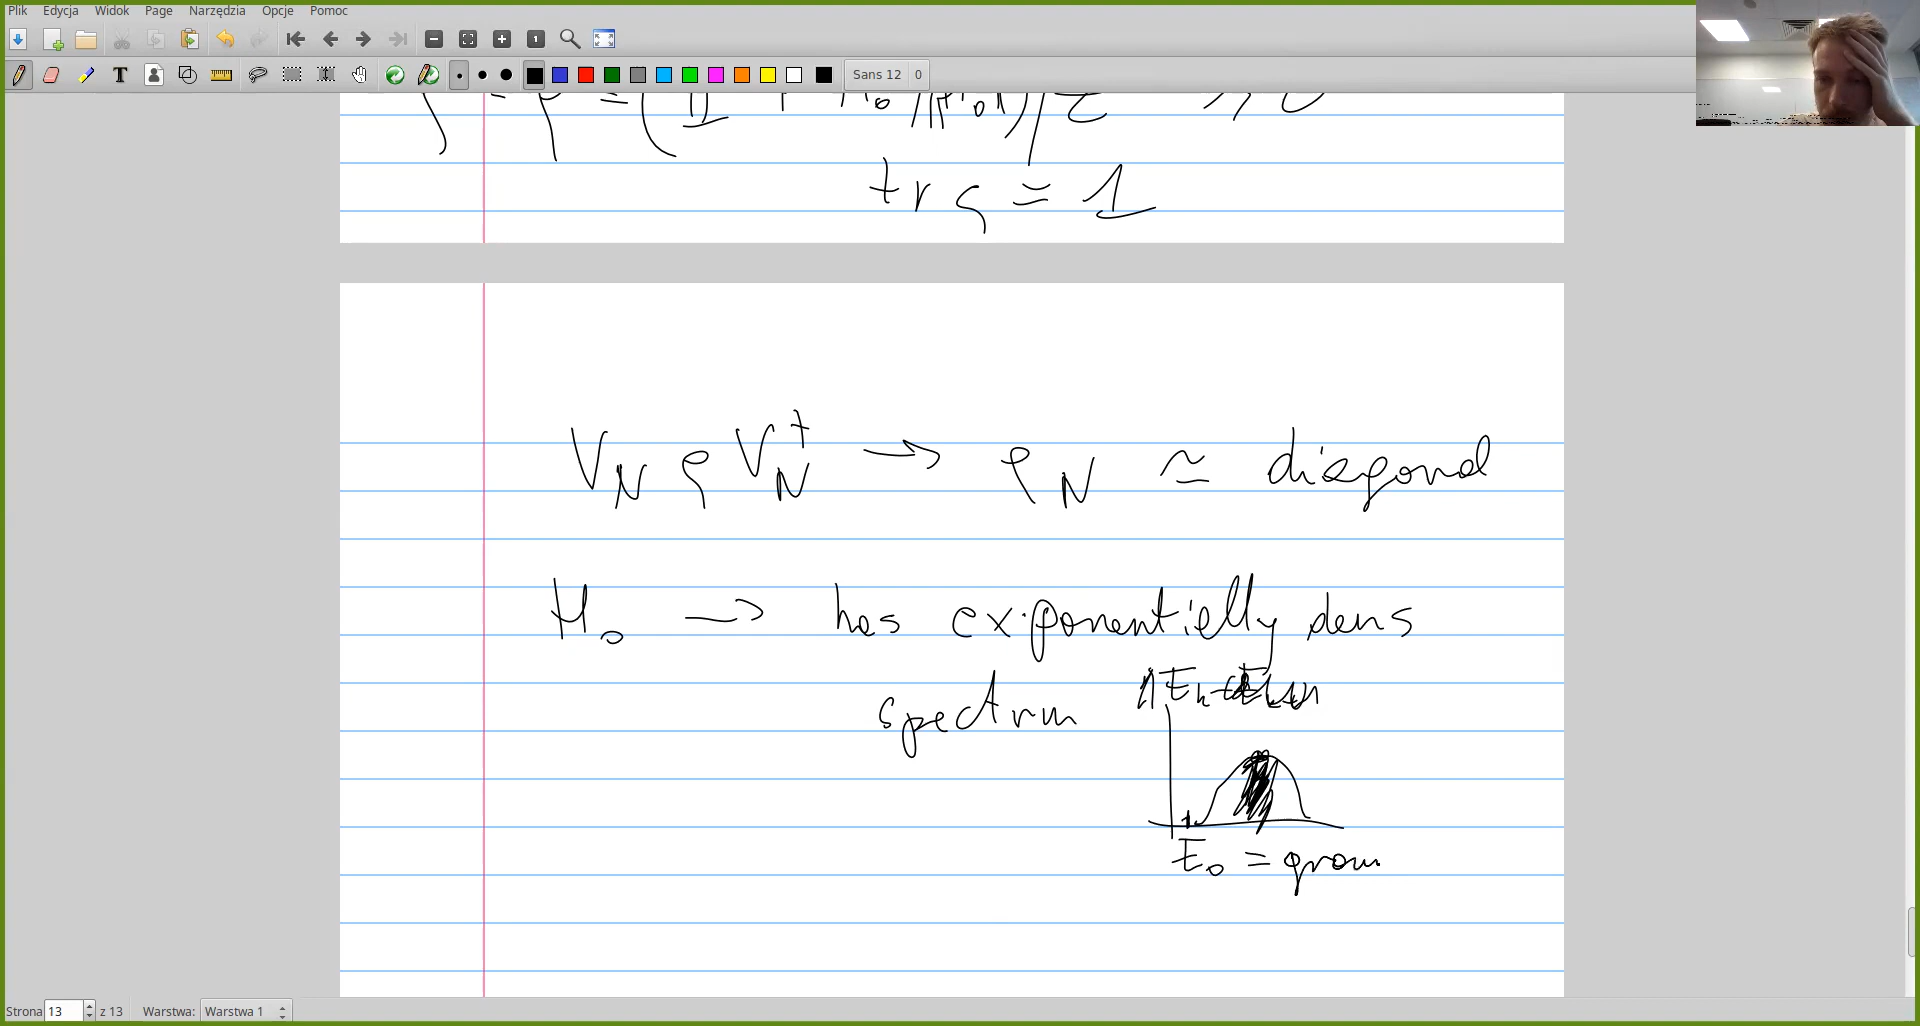 Plik Edycja Widok Page Narzędzia Opcje Pomoc
Sans 12 0
tr ρ = 1
V_N ρ V_N^† → ρ_N ≃ diagonal
H_0 → has exponentially dens
spectrum
E_0 = groun
Strona 13 z 13 Warstwa: Warstwa 1